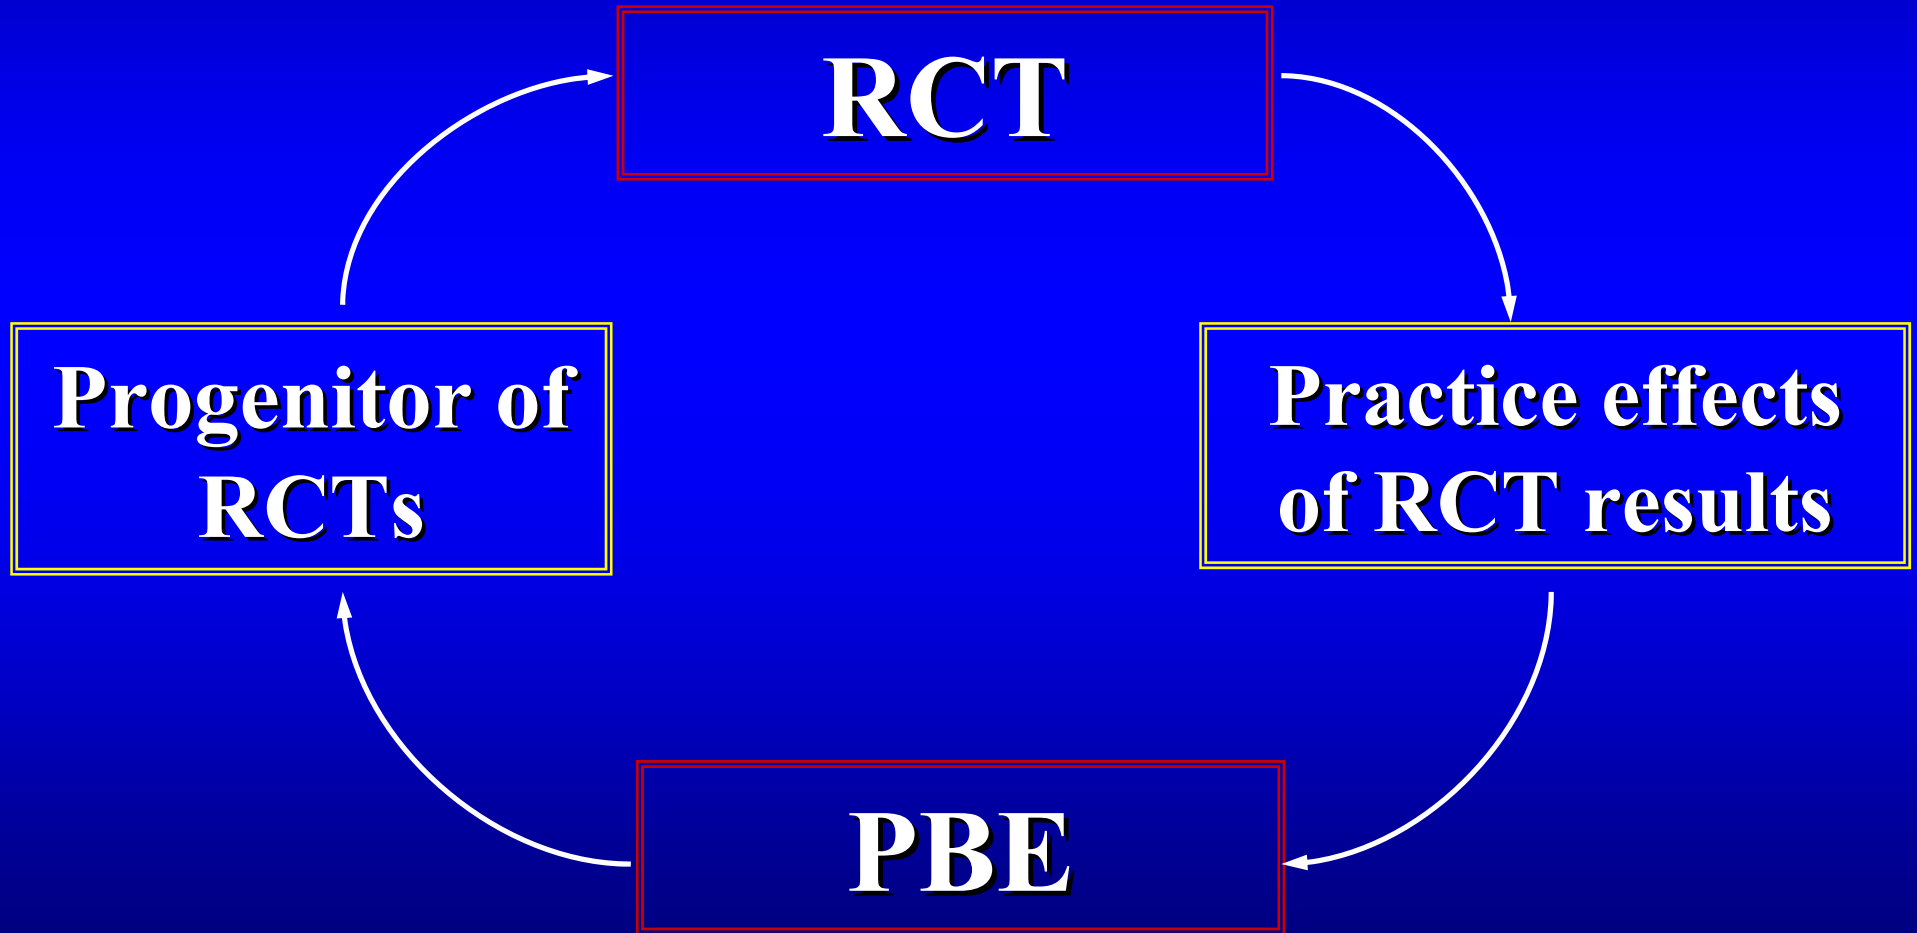 RCT
Progenitor of
RCTs
Practice effects
of RCT results
PBE